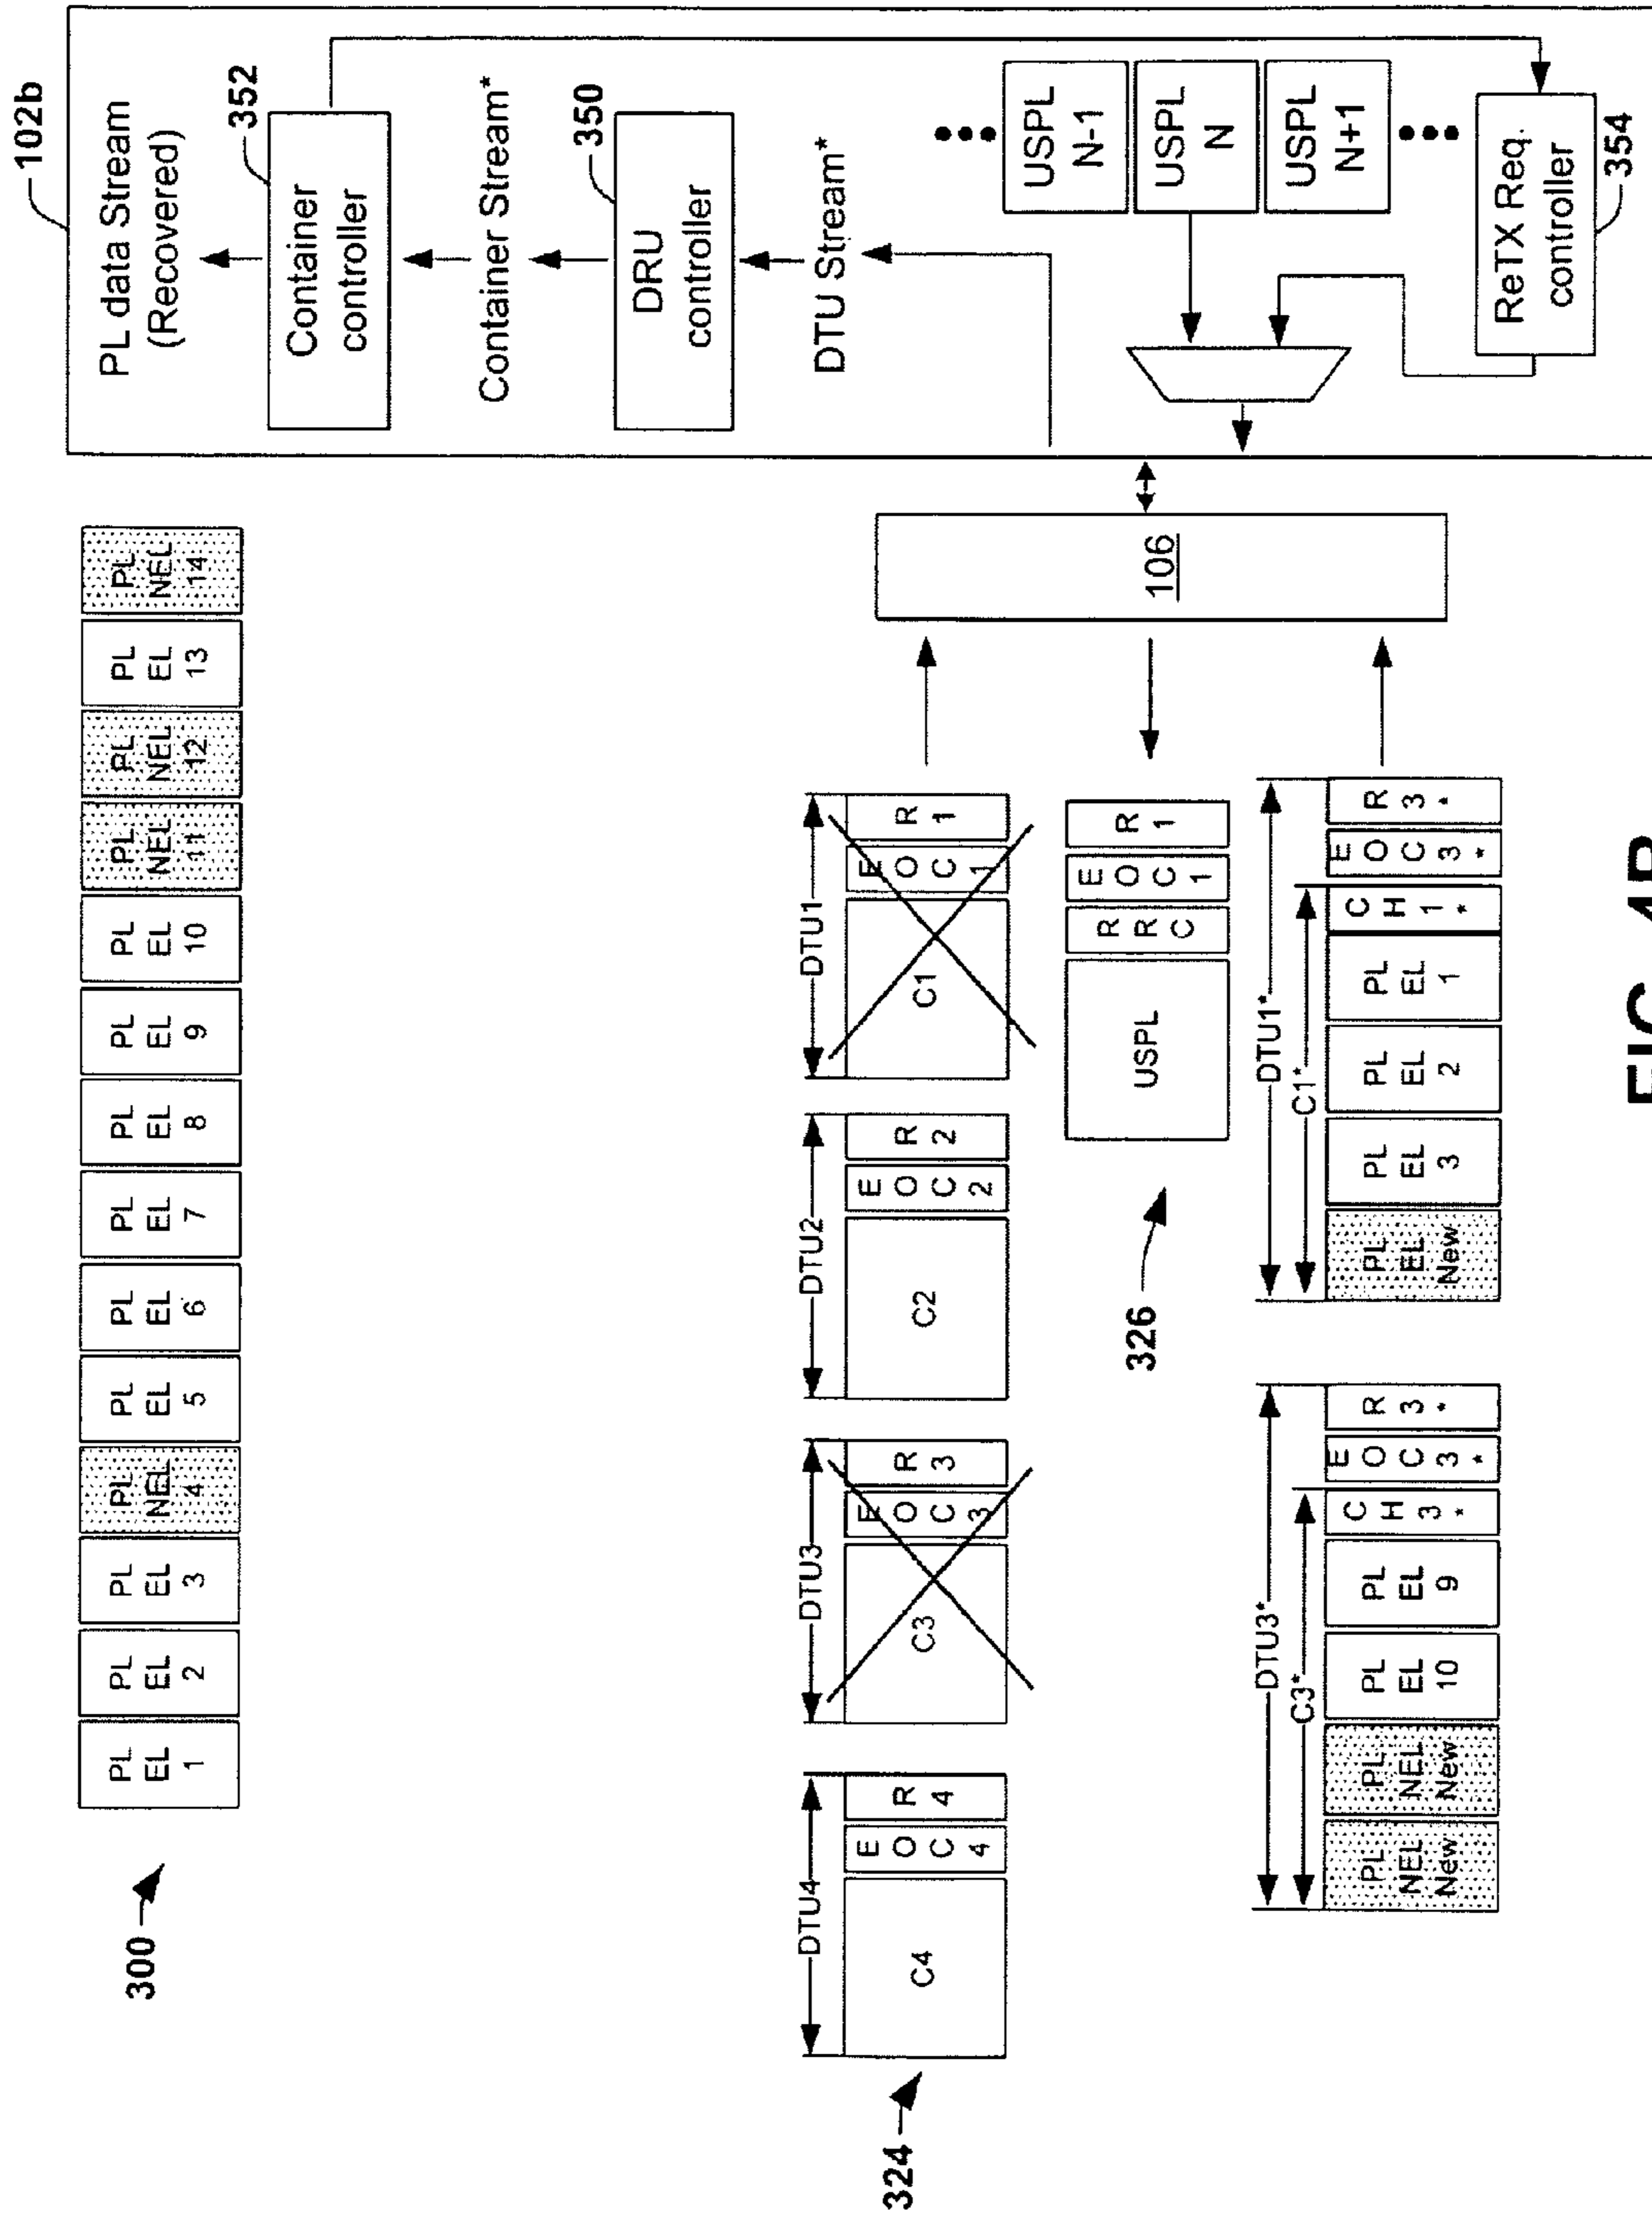 300
PL
EL
1
PL
EL
2
PL
EL
3
PL
NEL
4
PL
EL
5
PL
EL
6
PL
EL
7
PL
EL
8
PL
EL
9
PL
EL
10
PL
NEL
11
PL
NEL
12
PL
EL
13
PL
NEL
14
102b
PL data Stream
(Recovered)
352
Container
controller
Container Stream*
350
DRU
controller
DTU Stream*
USPL
N-1
USPL
N
USPL
N+1
ReTX Req.
controller
354
324
DTU4
C4
E
O
C
4
R
4
DTU3
C3
E
O
C
3
R
3
DTU2
C2
E
O
C
2
R
2
DTU1
C1
E
O
C
1
R
1
106
326
USPL
R
R
C
E
O
C
1
R
1
DTU3*
C3*
PL
NEL
New
PL
NEL
New
PL
EL
10
PL
EL
9
C
H
3
*
E
O
C
3
*
R
3
*
DTU1*
C1*
PL
EL
New
PL
EL
3
PL
EL
2
PL
EL
1
C
H
1
*
E
O
C
3
*
R
3
*